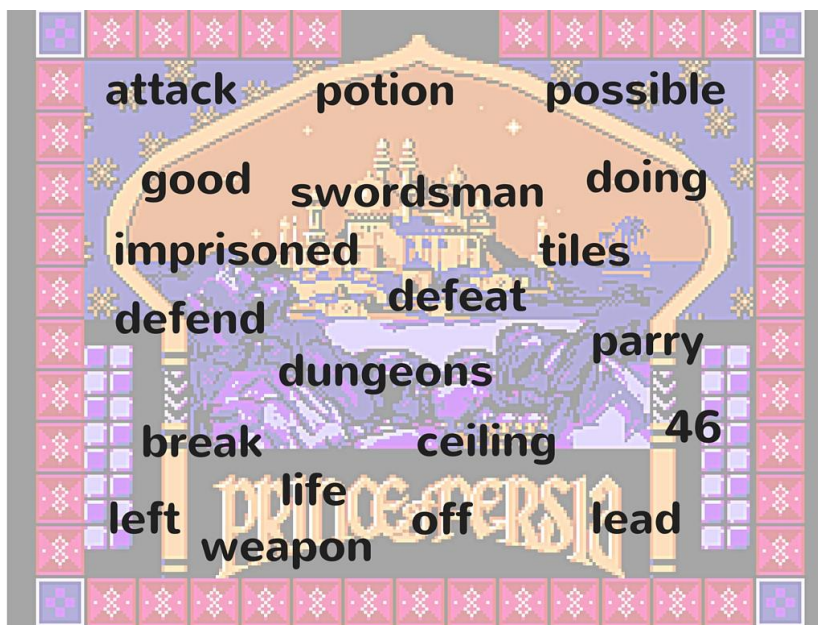 attack potion possible
good swordsman doing
imprisoned tiles
defend defeat
dungeons parry
break ceiling 46
left life off lead
weapon
PRINCE OF PERSIA